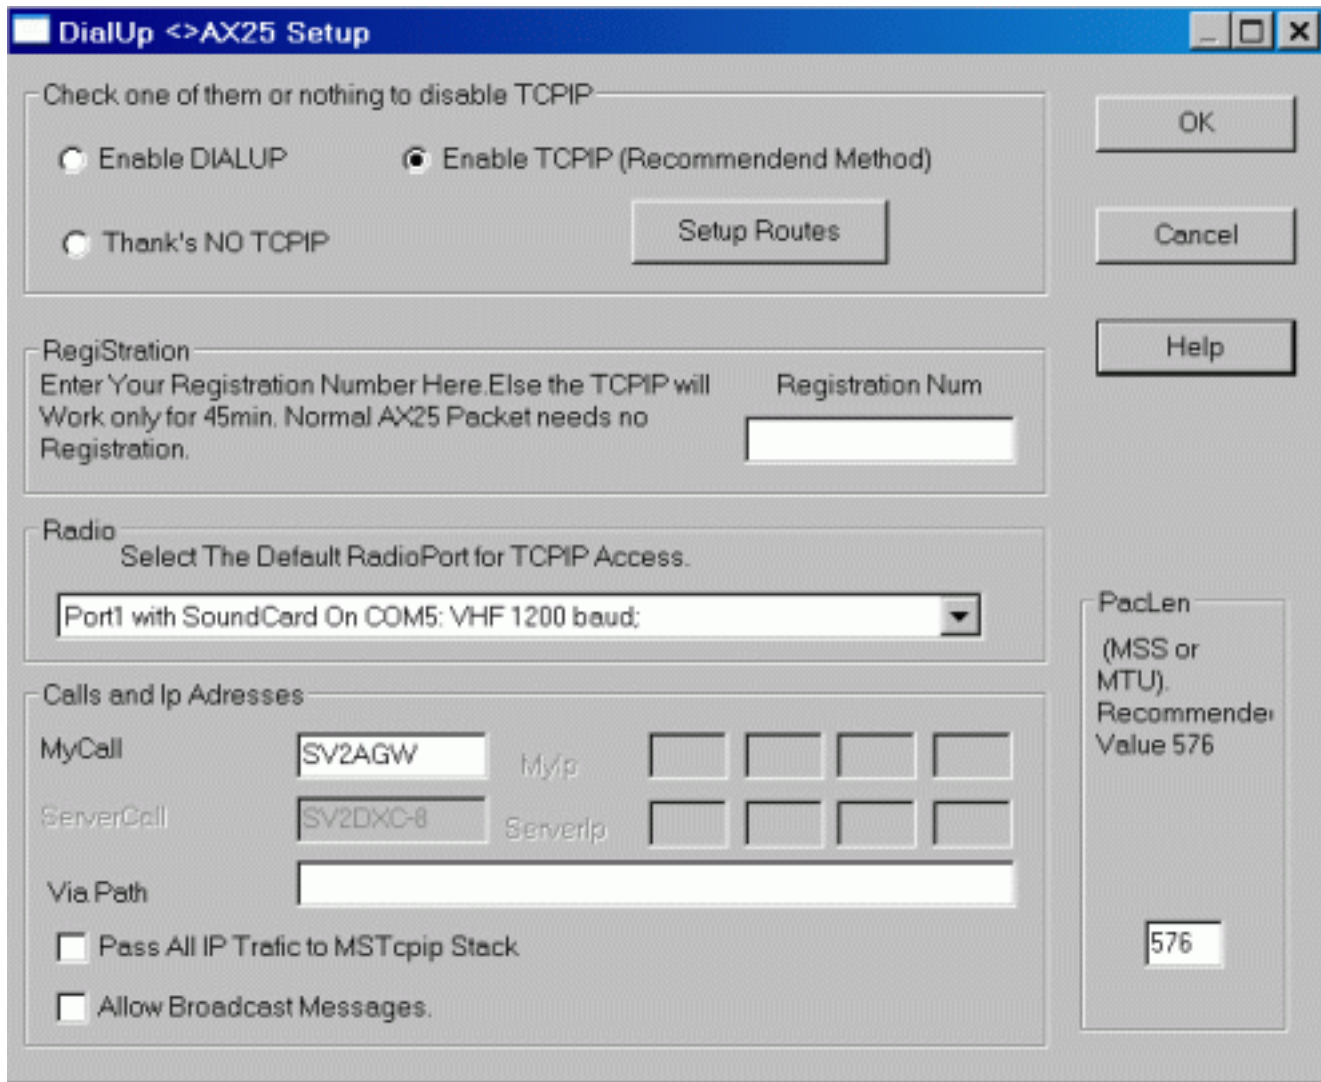 DialUp <>AX25 Setup
Check one of them or nothing to disable TCPIP
Enable DIALUP
Enable TCPIP (Recommendend Method)
Thank's NO TCPIP
Setup Routes
OK
Cancel
Help
RegiStration
Enter Your Registration Number Here.Else the TCPIP will
Work only for 45min. Normal AX25 Packet needs no
Registration.
Registration Num
Radio
Select The Default RadioPort for TCPIP Access.
Port1 with SoundCard On COM5: VHF 1200 baud;
Calls and Ip Adresses
MyCall
SV2AGW
MyIp
ServerCall
SV2DXC-8
ServerIp
Via Path
Pass All IP Trafic to MSTcpip Stack
Allow Broadcast Messages.
PacLen
(MSS or
MTU).
Recommende
Value 576
576